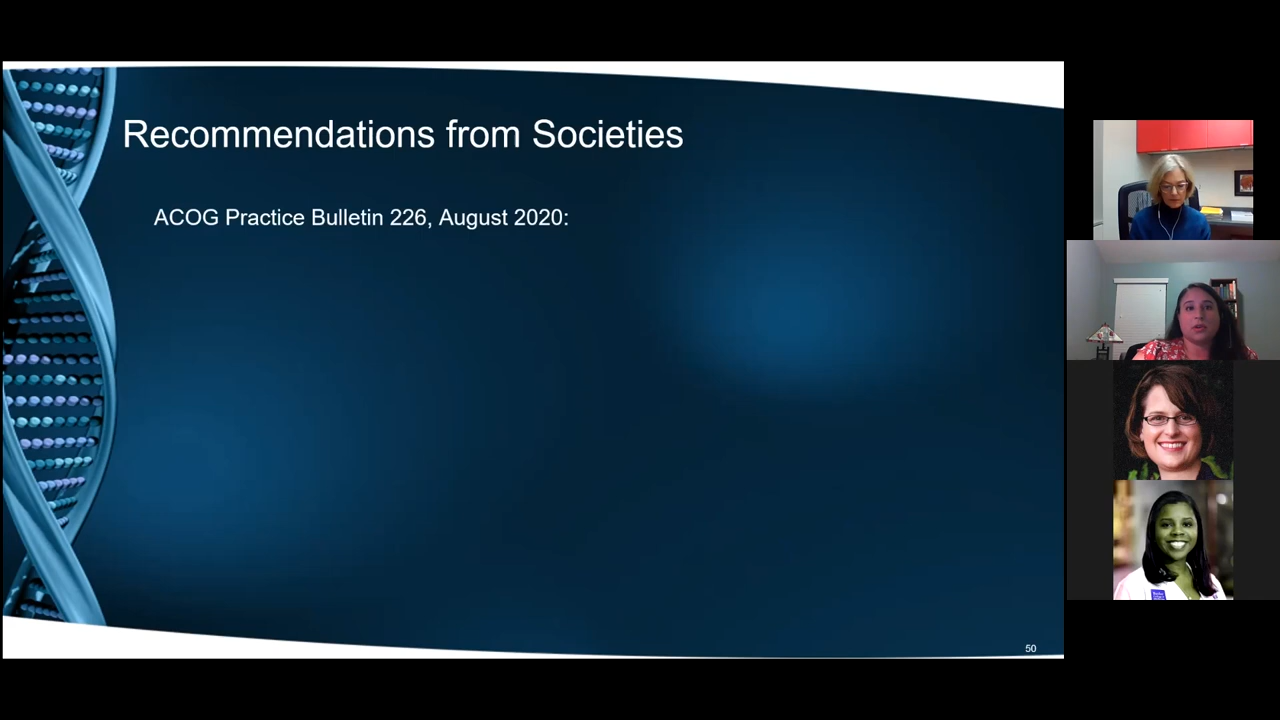 Recommendations from Societies
ACOG Practice Bulletin 226, August 2020:
50